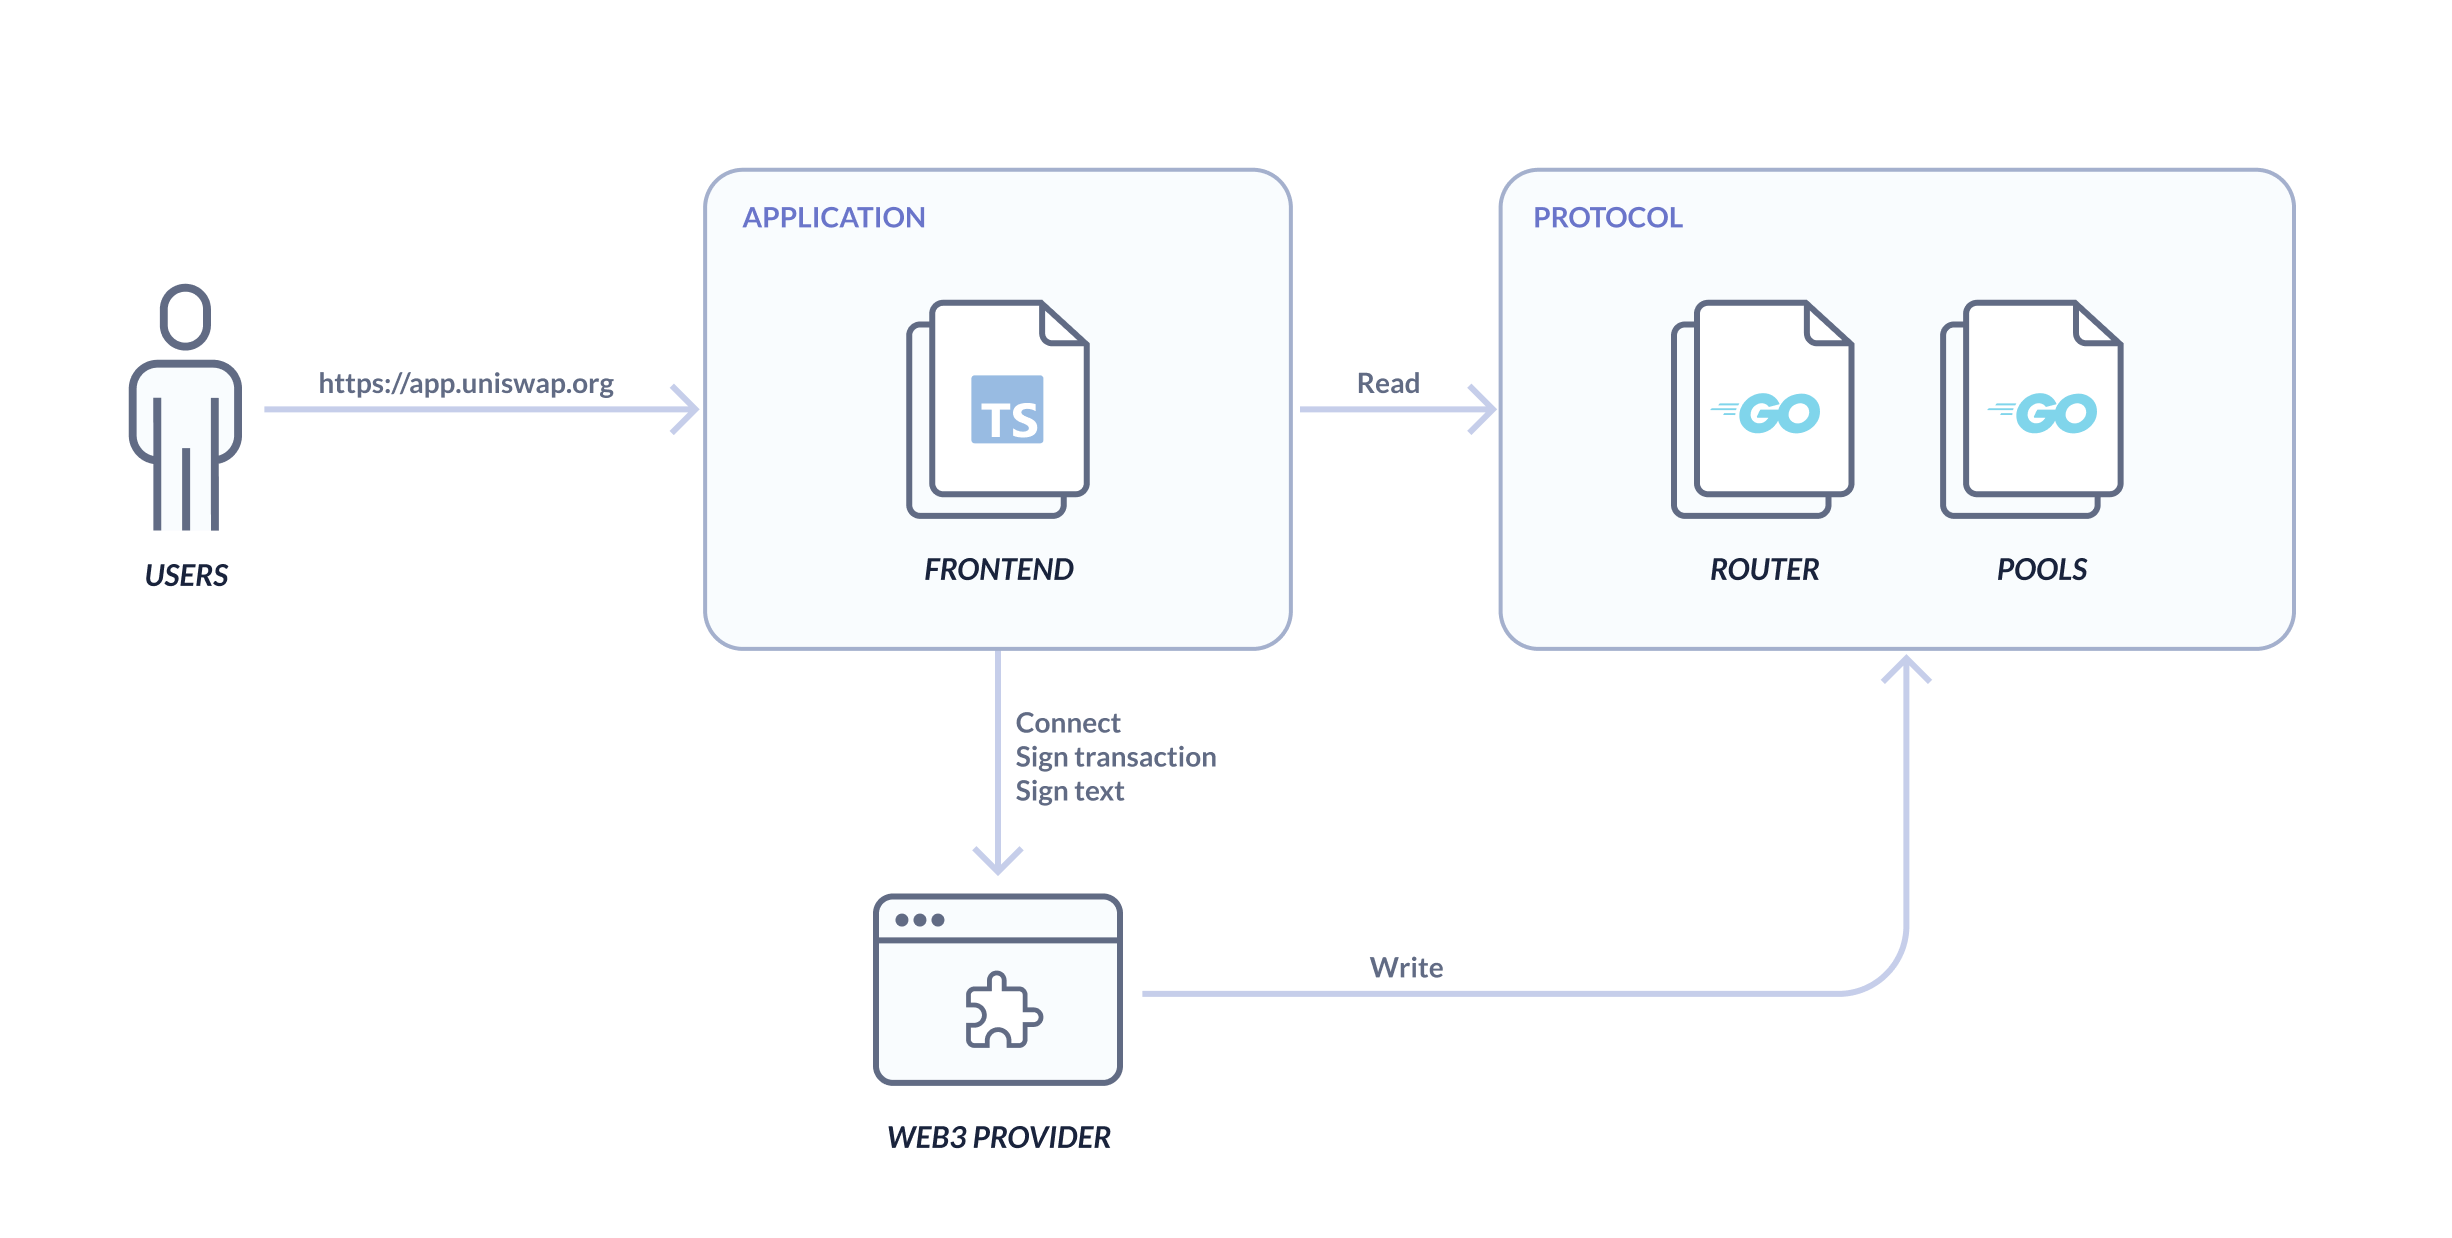 APPLICATION
PROTOCOL
https://app.uniswap.org
Read
TS
GO
GO
USERS
FRONTEND
ROUTER
POOLS
Connect
Sign transaction
Sign text
Write
WEB3 PROVIDER